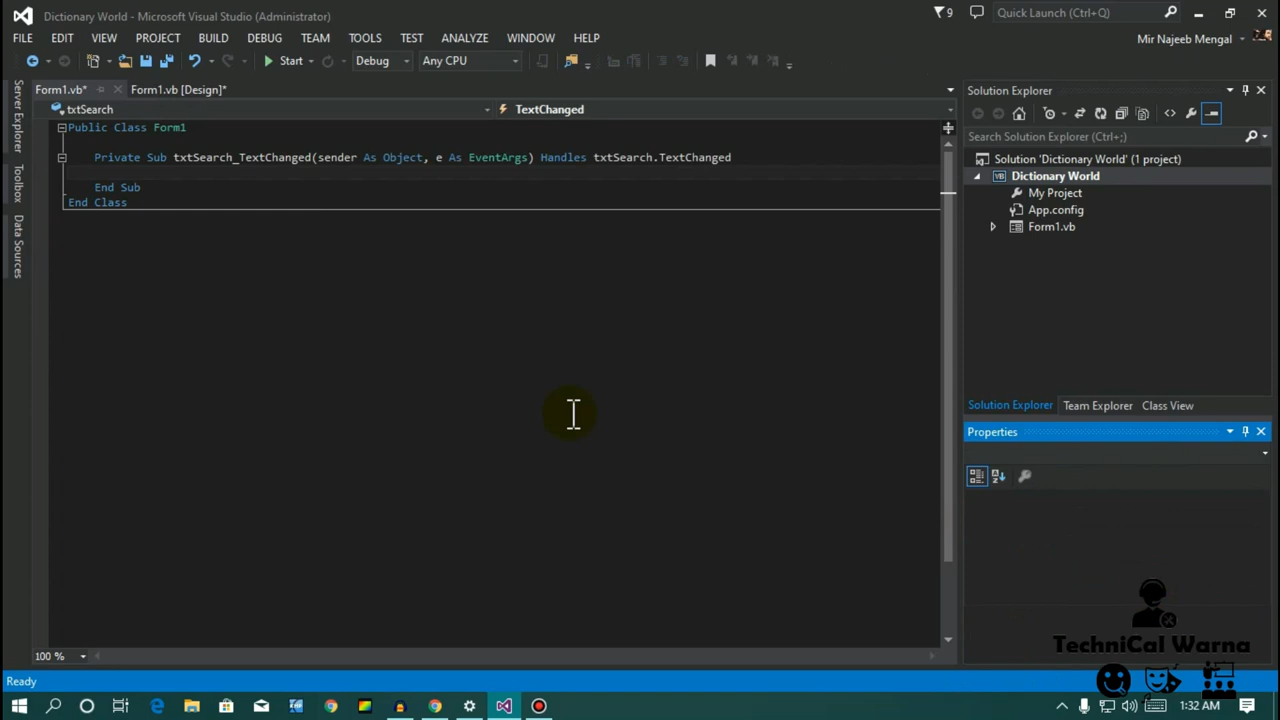 Dictionary World - Microsoft Visual Studio (Administrator)
9
Quick Launch (Ctrl+Q)
FILE EDIT VIEW PROJECT BUILD DEBUG TEAM TOOLS TEST ANALYZE WINDOW HELP
Mir Najeeb Mengal
Start Debug Any CPU
Server Explorer
Toolbox
Data Sources
Form1.vb* Form1.vb [Design]*
txtSearch TextChanged
Public Class Form1
Private Sub txtSearch_TextChanged(sender As Object, e As EventArgs) Handles txtSearch.TextChanged
End Sub
End Class
100 %
Solution Explorer
Search Solution Explorer (Ctrl+;)
Solution 'Dictionary World' (1 project)
VB Dictionary World
My Project
App.config
Form1.vb
Solution Explorer Team Explorer Class View
Properties
TechniCal Warna
Ready
1:32 AM